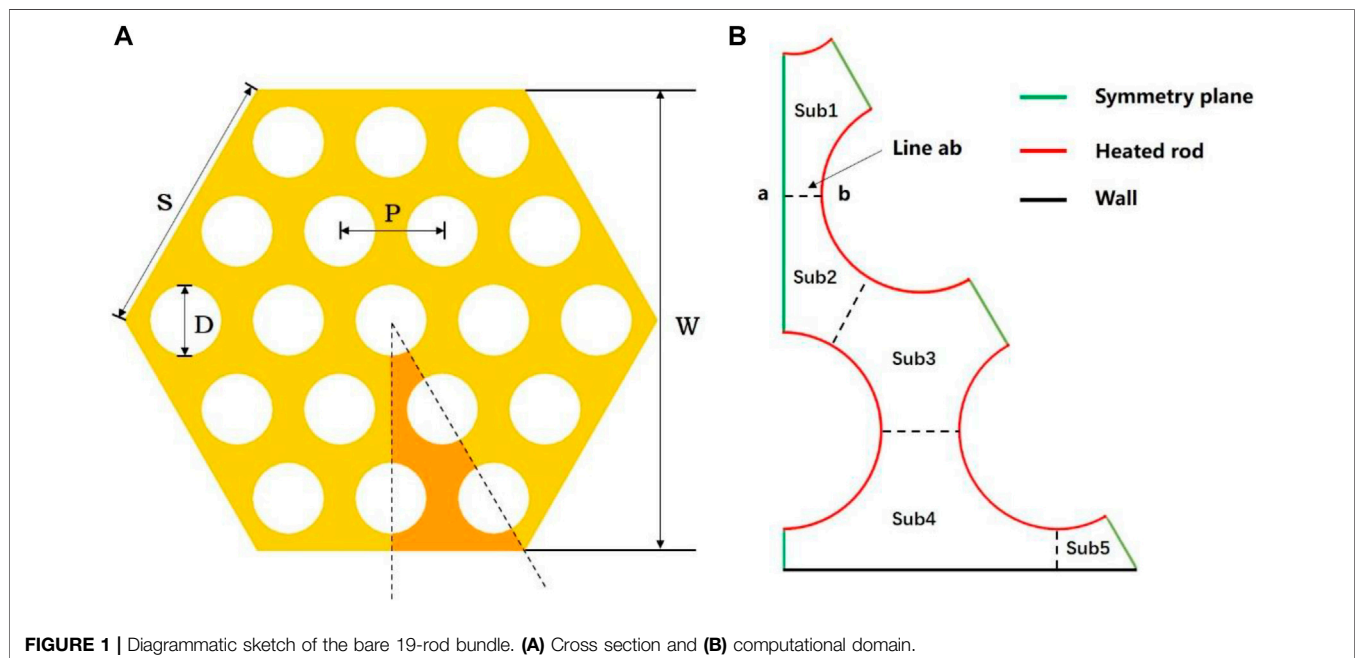 A
S
P
D
W
B
Sub1
Line ab
a
b
Sub2
Sub3
Sub4
Sub5
Symmetry plane
Heated rod
Wall
FIGURE 1 | Diagrammatic sketch of the bare 19-rod bundle. (A) Cross section and (B) computational domain.